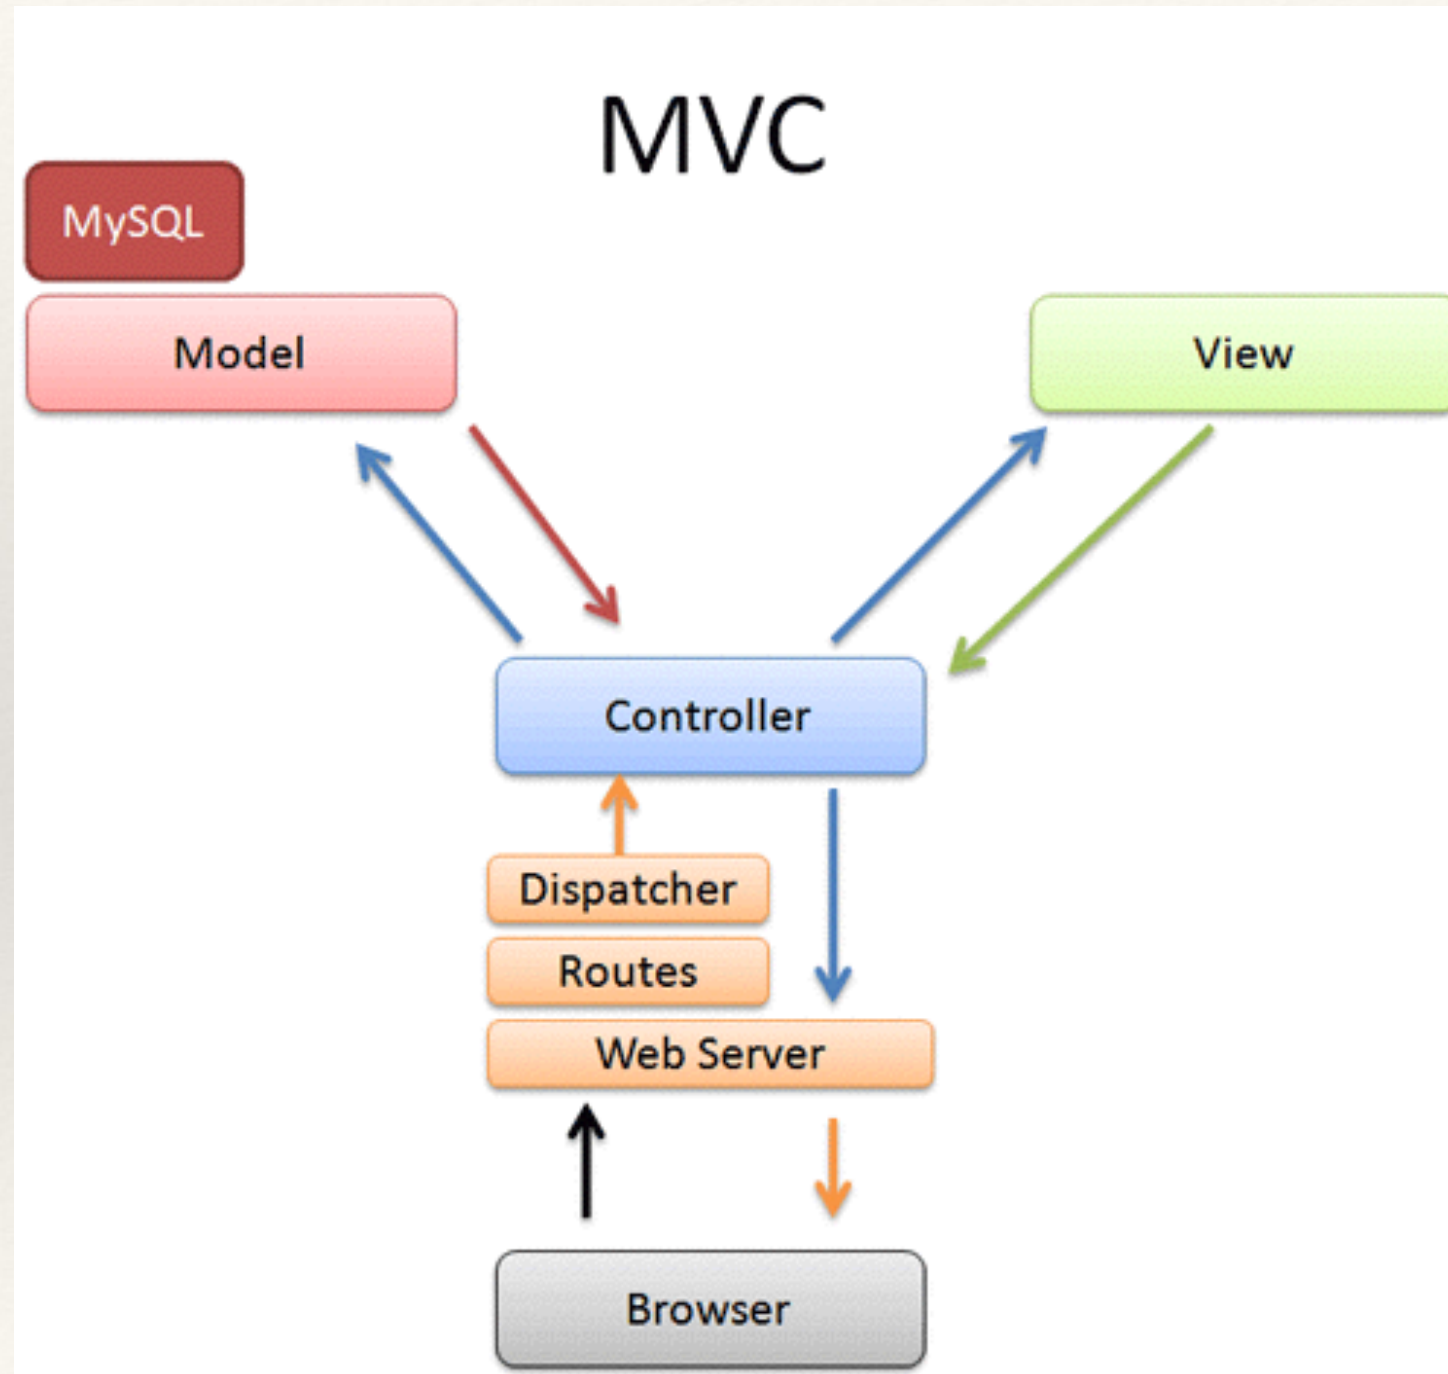 MVC
MySQL
Model
View
Controller
Dispatcher
Routes
Web Server
Browser